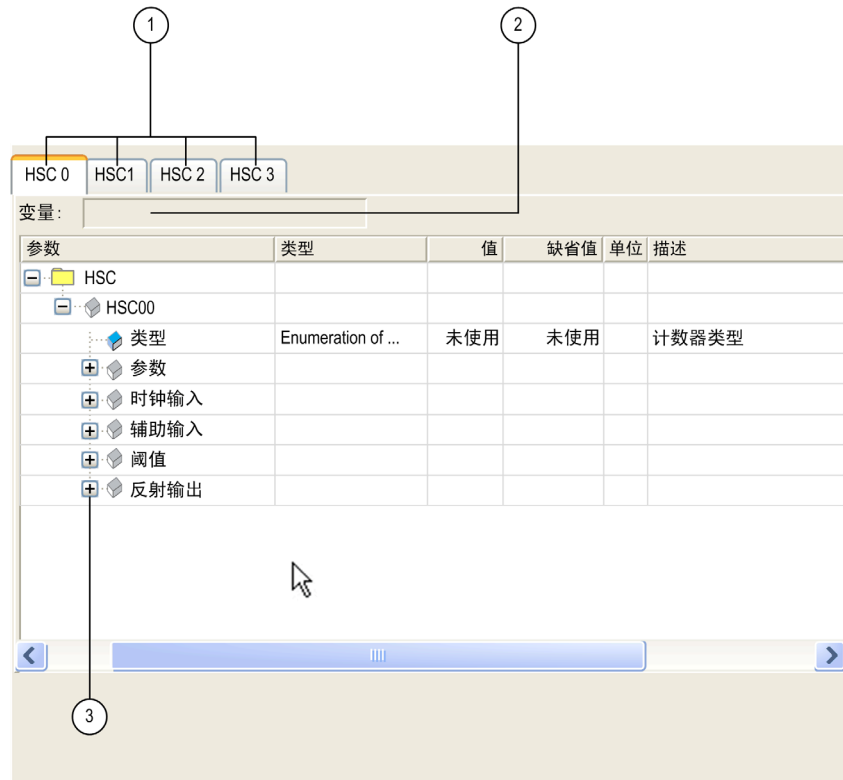 1 2
HSC 0 HSC1 HSC 2 HSC 3
变量:
参数 类型 值 缺省值 单位 描述
HSC
HSC00
类型 Enumeration of ... 未使用 未使用 计数器类型
参数
时钟输入
辅助输入
阈值
反射输出
3